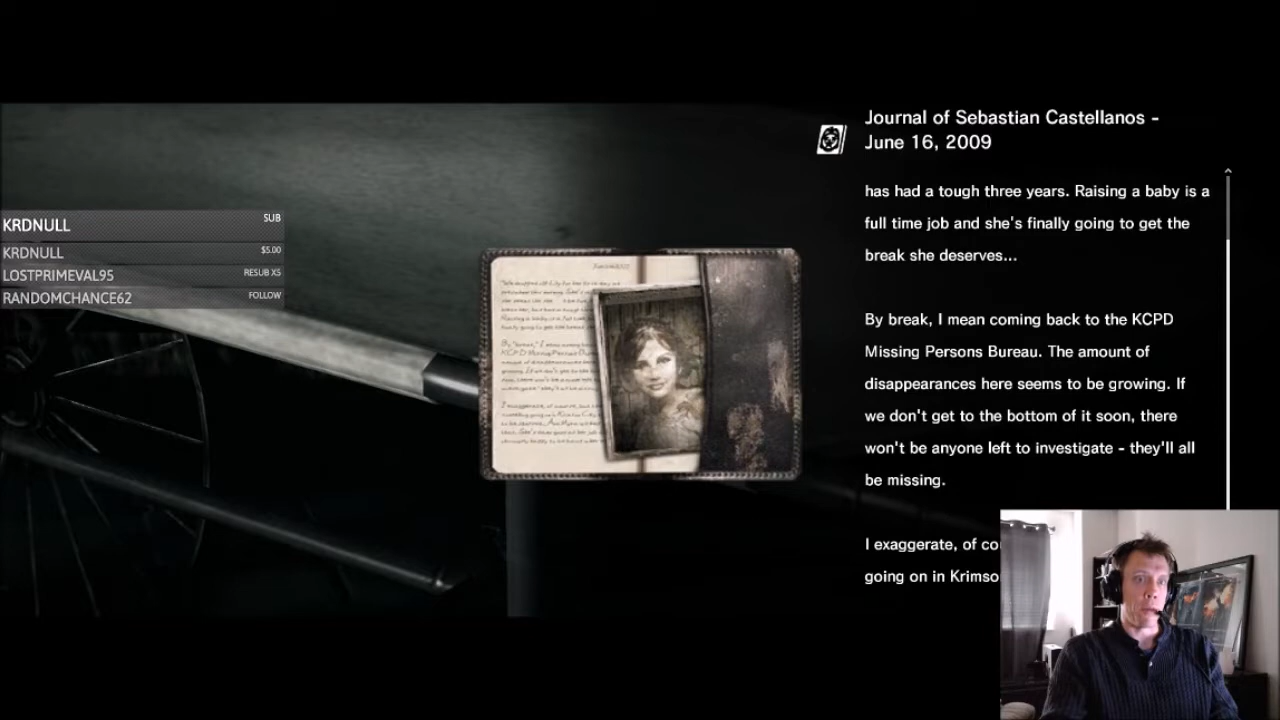 Journal of Sebastian Castellanos -
June 16, 2009
has had a tough three years. Raising a baby is a
full time job and she's finally going to get the
break she deserves...
By break, I mean coming back to the KCPD
Missing Persons Bureau. The amount of
disappearances here seems to be growing. If
we don't get to the bottom of it soon, there
won't be anyone left to investigate - they'll all
be missing.
I exaggerate, of co
going on in Krimso
KRDNULL SUB
KRDNULL $5.00
LOSTPRIMEVAL95 RESUB X5
RANDOMCHANCE62 FOLLOW